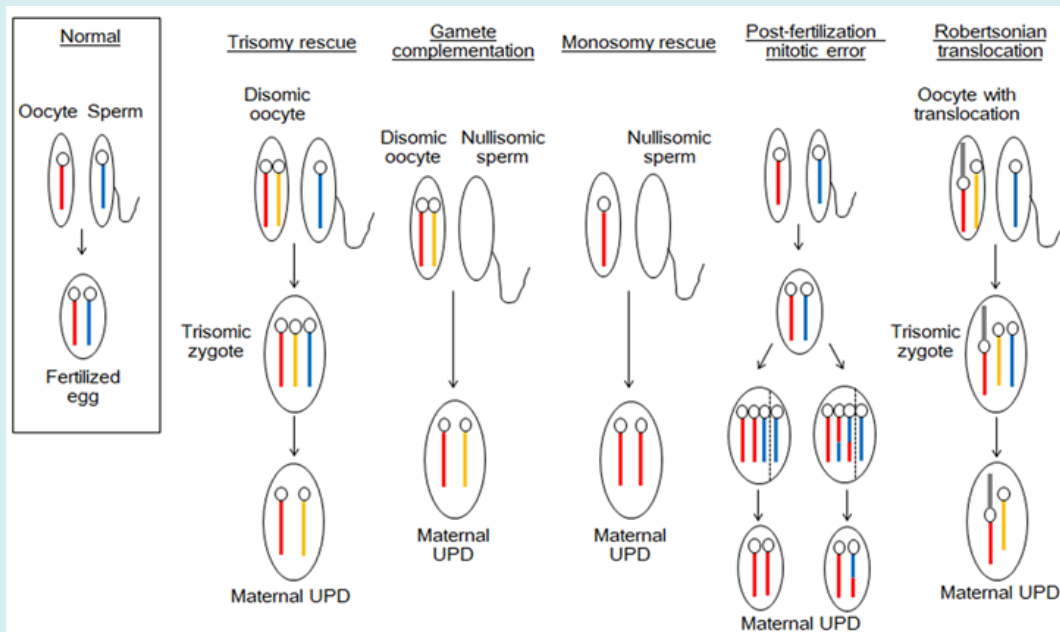 Normal
Oocyte Sperm
Fertilized
egg
Trisomy rescue
Disomic
oocyte
Trisomic
zygote
Maternal UPD
Gamete
complementation
Disomic
oocyte
Nullisomic
sperm
Maternal
UPD
Monosomy rescue
Nullisomic
sperm
Maternal
UPD
Post-fertilization
mitotic error
Maternal UPD
Robertsonian
translocation
Oocyte with
translocation
Trisomic
zygote
Maternal UPD